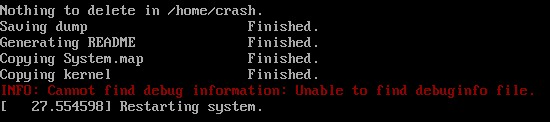 Nothing to delete in /home/crash.
Saving dump Finished.
Generating README Finished.
Copying System.map Finished.
Copying kernel Finished.
INFO: Cannot find debug information: Unable to find debuginfo file.
[   27.554598] Restarting system.